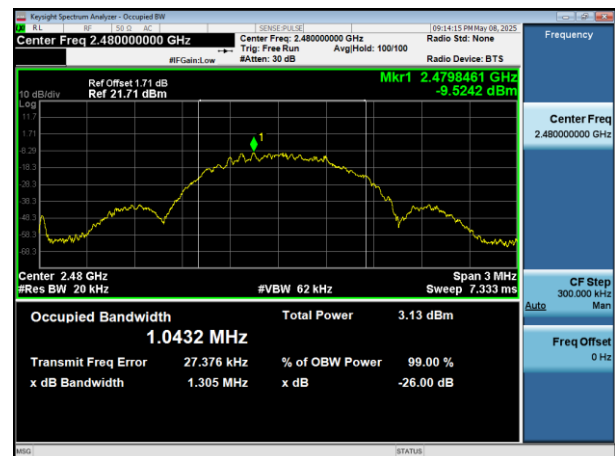 Keysight Spectrum Analyzer - Occupied BW
RL RF 50 Ω AC SENSE:PULSE 09:14:15 PM May 08, 2025
Center Freq 2.480000000 GHz Center Freq: 2.480000000 GHz Radio Std: None
Trig: Free Run Avg|Hold: 100/100
#IFGain:Low #Atten: 30 dB Radio Device: BTS
Ref Offset 1.71 dB Mkr1 2.4798461 GHz
10 dB/div Ref 21.71 dBm -9.5242 dBm
Log
11.7
1.71
-8.29
-18.3
-28.3
-38.3
-48.3
-58.3
-68.3
1
Center 2.48 GHz Span 3 MHz
#Res BW 20 kHz #VBW 62 kHz Sweep 7.333 ms
Occupied Bandwidth Total Power 3.13 dBm
1.0432 MHz
Transmit Freq Error 27.376 kHz % of OBW Power 99.00 %
x dB Bandwidth 1.305 MHz x dB -26.00 dB
MSG STATUS
Frequency
Center Freq
2.480000000 GHz
CF Step
300.000 kHz
Auto Man
Freq Offset
0 Hz